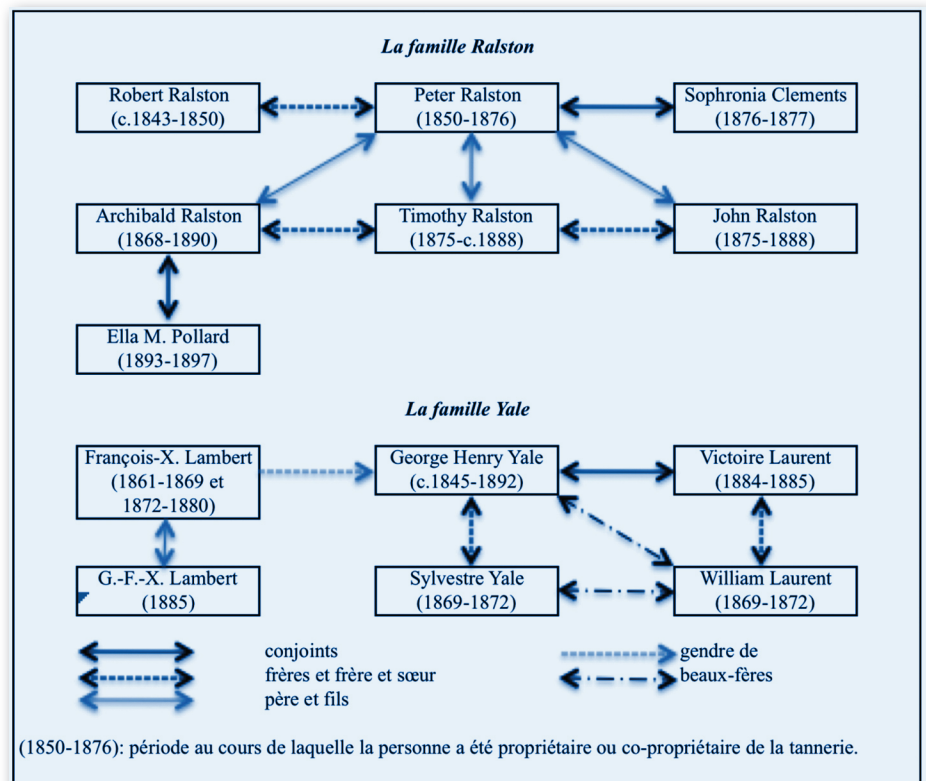 La famille Ralston
Robert Ralston
(c.1843-1850)
Peter Ralston
(1850-1876)
Sophronia Clements
(1876-1877)
Archibald Ralston
(1868-1890)
Timothy Ralston
(1875-c.1888)
John Ralston
(1875-1888)
Ella M. Pollard
(1893-1897)
La famille Yale
François-X. Lambert
(1861-1869 et
1872-1880)
George Henry Yale
(c.1845-1892)
Victoire Laurent
(1884-1885)
G.-F.-X. Lambert
(1885)
Sylvestre Yale
(1869-1872)
William Laurent
(1869-1872)
conjoints
frères et frère et sœur
père et fils
gendre de
beaux-fères
(1850-1876): période au cours de laquelle la personne a été propriétaire ou co-propriétaire de la tannerie.